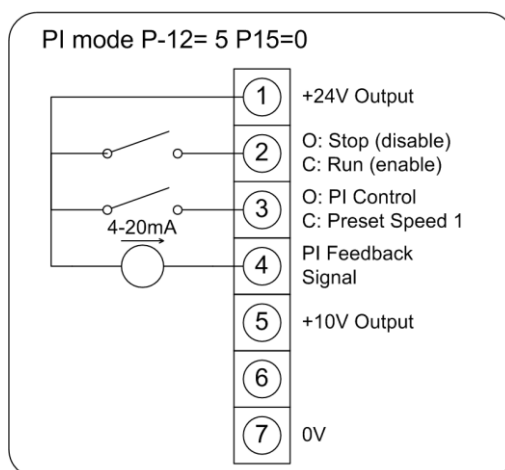 PI mode P-12= 5 P15=0
1
+24V Output
2
O: Stop (disable)
C: Run (enable)
3
O: PI Control
C: Preset Speed 1
4-20mA
4
PI Feedback
Signal
5
+10V Output
6
7
0V